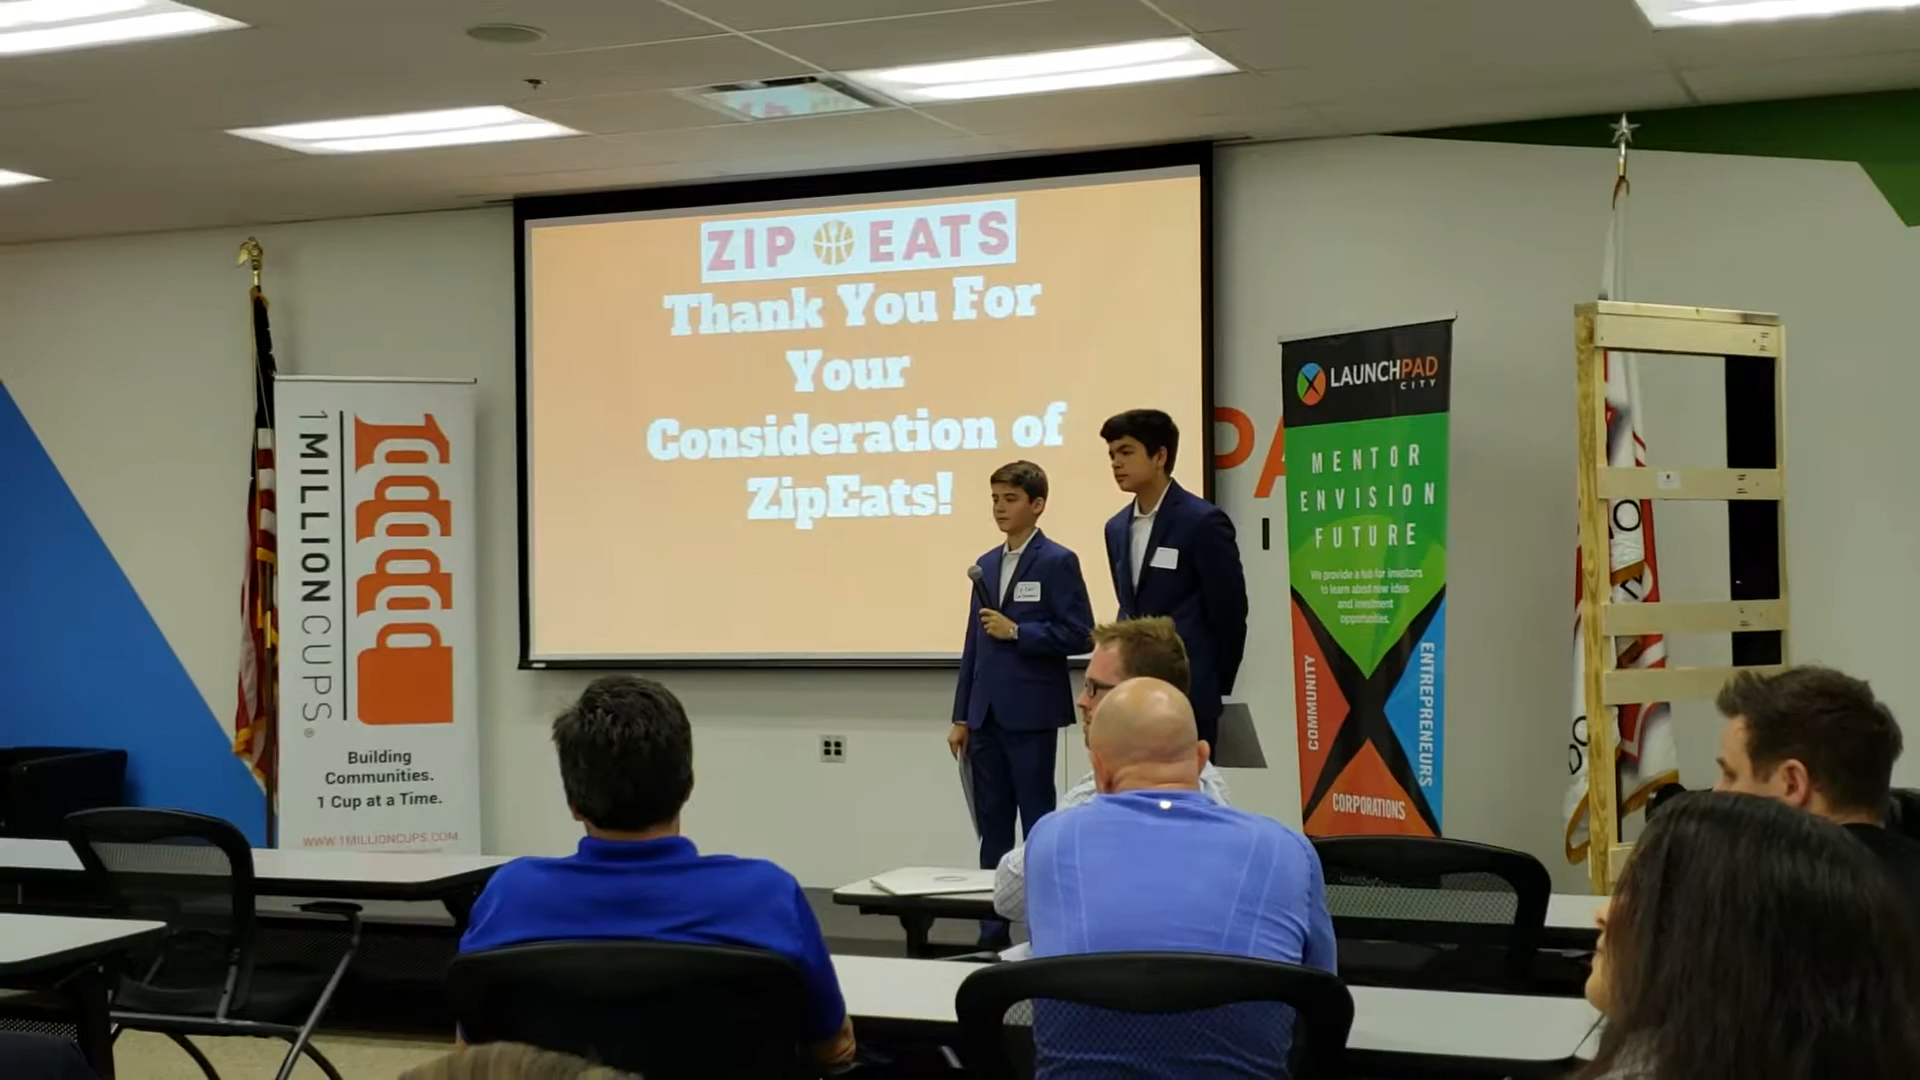 ZIP EATS
Thank You For
Your
Consideration of
ZipEats!
1 MILLION CUPS®
Building
Communities.
1 Cup at a Time.
WWW.1MILLIONCUPS.COM
PA
LAUNCHPAD
CITY
MENTOR
ENVISION
FUTURE
We provide a hub for investors
to learn about new ideas
and investment
opportunities.
COMMUNITY
ENTREPRENEURS
CORPORATIONS